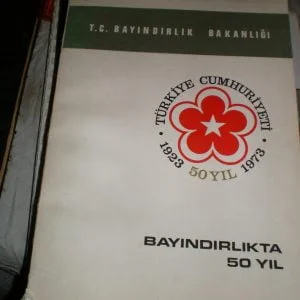 T.C. BAYINDIRLIK BAKANLIĞI
TÜRKİYE CUMHURİYETİ
1923 50 YIL 1973
BAYINDIRLIKTA
50 YIL